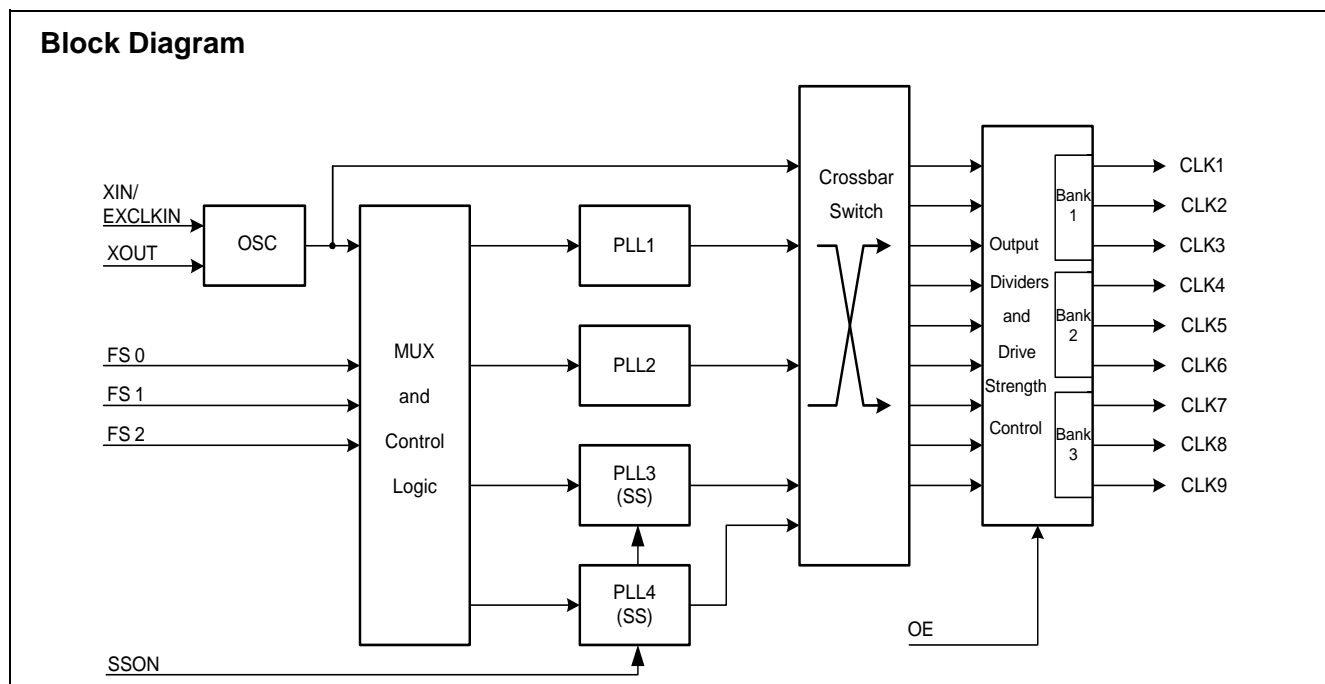 Block Diagram
XIN/
EXCLKIN
XOUT
OSC
FS 0
FS 1
FS 2
SSON
MUX
and
Control
Logic
PLL1
PLL2
PLL3
(SS)
PLL4
(SS)
Crossbar
Switch
Output
Dividers
and
Drive
Strength
Control
Bank
1
Bank
2
Bank
3
CLK1
CLK2
CLK3
CLK4
CLK5
CLK6
CLK7
CLK8
CLK9
OE